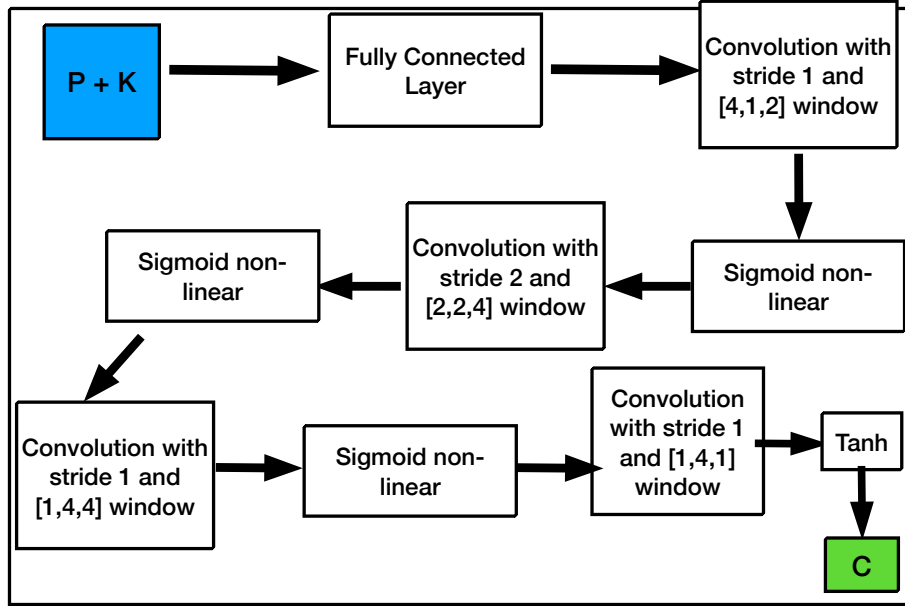 P + K
Fully Connected
Layer
Convolution with
stride 1 and
[4,1,2] window
Sigmoid non-
linear
Convolution with
stride 2 and
[2,2,4] window
Sigmoid non-
linear
Convolution with
stride 1 and
[1,4,4] window
Sigmoid non-
linear
Convolution
with stride 1
and [1,4,1]
window
Tanh
C